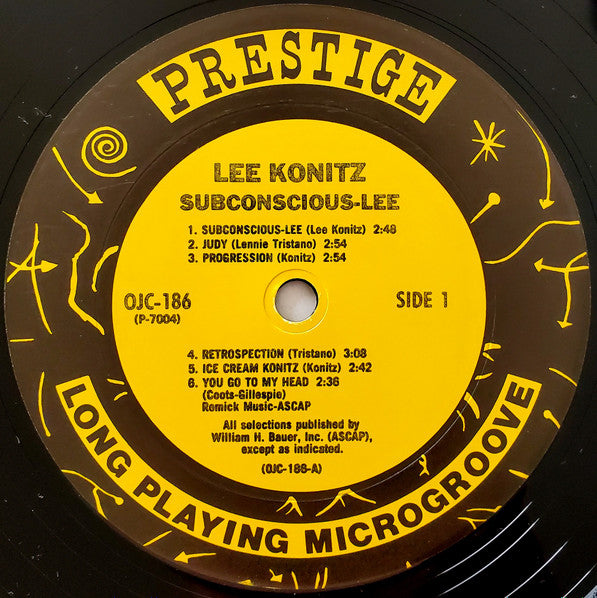 PRESTIGE
LEE KONITZ
SUBCONSCIOUS-LEE
1. SUBCONSCIOUS-LEE (Lee Konitz) 2:48
2. JUDY (Lennie Tristano) 2:54
3. PROGRESSION (Konitz) 2:54
OJC-186
(P-7004)
SIDE 1
4. RETROSPECTION (Tristano) 3:08
5. ICE CREAM KONITZ (Konitz) 2:42
6. YOU GO TO MY HEAD 2:36
(Coots-Gillespie)
Remick Music-ASCAP
All selections published by
William H. Bauer, Inc. (ASCAP),
except as indicated.
(OJC-186-A)
LONG PLAYING MICROGROOVE